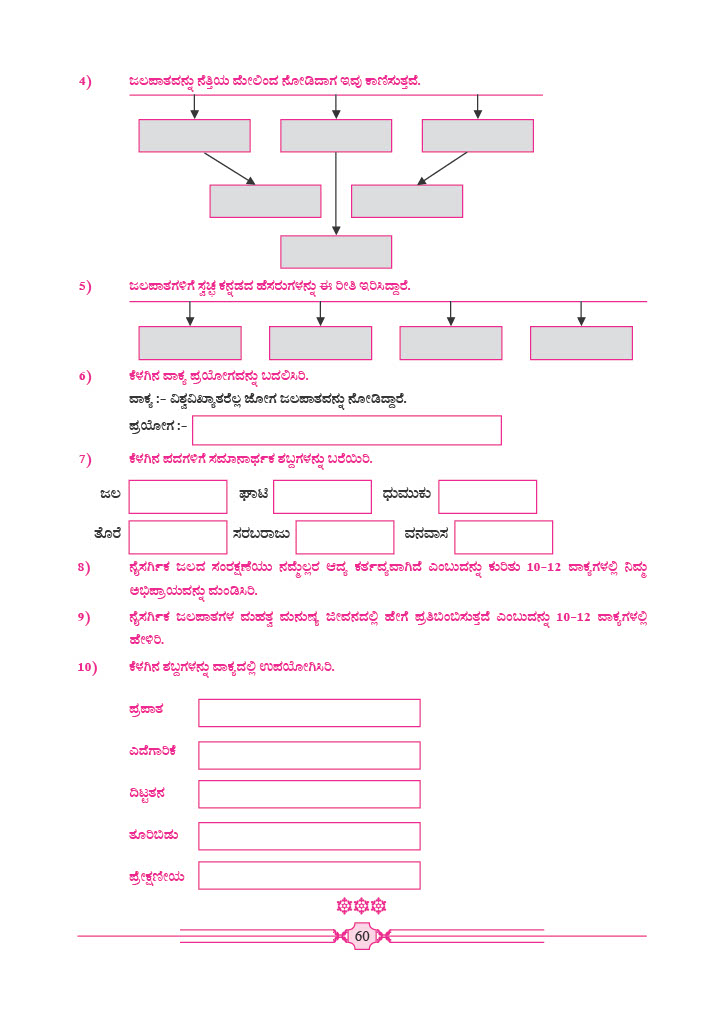 4) ಜಲಪಾತವನ್ನು ನೆತ್ತಿಯ ಮೇಲಿಂದ ನೋಡಿದಾಗ ಇವು ಕಾಣಿಸುತ್ತವೆ.
5) ಜಲಪಾತಗಳಿಗೆ ಸ್ವಚ್ಛ ಕನ್ನಡದ ಹೆಸರುಗಳನ್ನು ಈ ರೀತಿ ಇರಿಸಿದ್ದಾರೆ.
6) ಕೆಳಗಿನ ವಾಕ್ಯ ಪ್ರಯೋಗವನ್ನು ಬದಲಿಸಿರಿ.
ವಾಕ್ಯ :– ವಿಶ್ವವಿಖ್ಯಾತರೆಲ್ಲ ಜೋಗ ಜಲಪಾತವನ್ನು ನೋಡಿದ್ದಾರೆ.
ಪ್ರಯೋಗ :–
7) ಕೆಳಗಿನ ಪದಗಳಿಗೆ ಸಮಾನಾರ್ಥಕ ಶಬ್ದಗಳನ್ನು ಬರೆಯಿರಿ.
ಜಲ ಘಾಟಿ ಧುಮುಕು
ತೊರೆ ಸರಬರಾಜು ವನವಾಸ
8) ನೈಸರ್ಗಿಕ ಜಲದ ಸಂರಕ್ಷಣೆಯು ನಮ್ಮೆಲ್ಲರ ಆದ್ಯ ಕರ್ತವ್ಯವಾಗಿದೆ ಎಂಬುದನ್ನು ಕುರಿತು 10–12 ವಾಕ್ಯಗಳಲ್ಲಿ ನಿಮ್ಮ
ಅಭಿಪ್ರಾಯವನ್ನು ಮಂಡಿಸಿರಿ.
9) ನೈಸರ್ಗಿಕ ಜಲಪಾತಗಳ ಮಹತ್ವ ಮನುಷ್ಯ ಜೀವನದಲ್ಲಿ ಹೇಗೆ ಪ್ರತಿಬಿಂಬಿಸುತ್ತದೆ ಎಂಬುದನ್ನು 10–12 ವಾಕ್ಯಗಳಲ್ಲಿ
ಹೇಳಿರಿ.
10) ಕೆಳಗಿನ ಶಬ್ದಗಳನ್ನು ವಾಕ್ಯದಲ್ಲಿ ಉಪಯೋಗಿಸಿರಿ.
ಪ್ರಪಾತ
ಎದೆಗಾರಿಕೆ
ದಿಟ್ಟತನ
ತೂರಿಬಿಡು
ಪ್ರೇಕ್ಷಣೀಯ
60